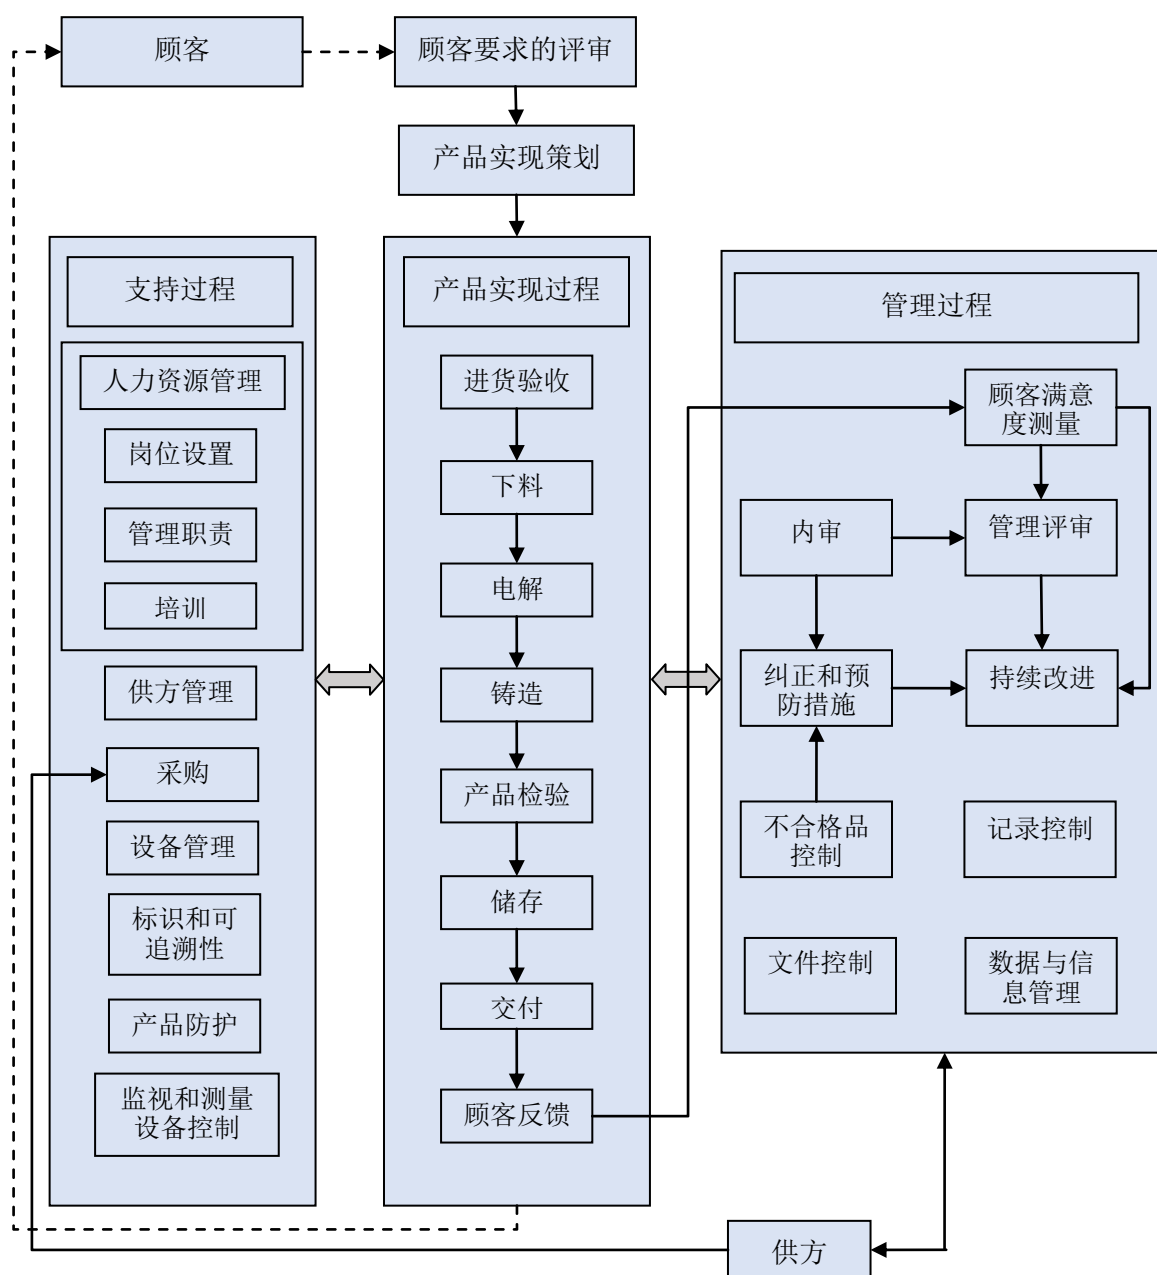 顾客
顾客要求的评审
产品实现策划
支持过程
人力资源管理
岗位设置
管理职责
培训
供方管理
采购
设备管理
标识和可
追溯性
产品防护
监视和测量
设备控制
产品实现过程
进货验收
下料
电解
铸造
产品检验
储存
交付
顾客反馈
管理过程
顾客满意
度测量
内审
管理评审
纠正和预
防措施
持续改进
不合格品
控制
记录控制
文件控制
数据与信
息管理
供方